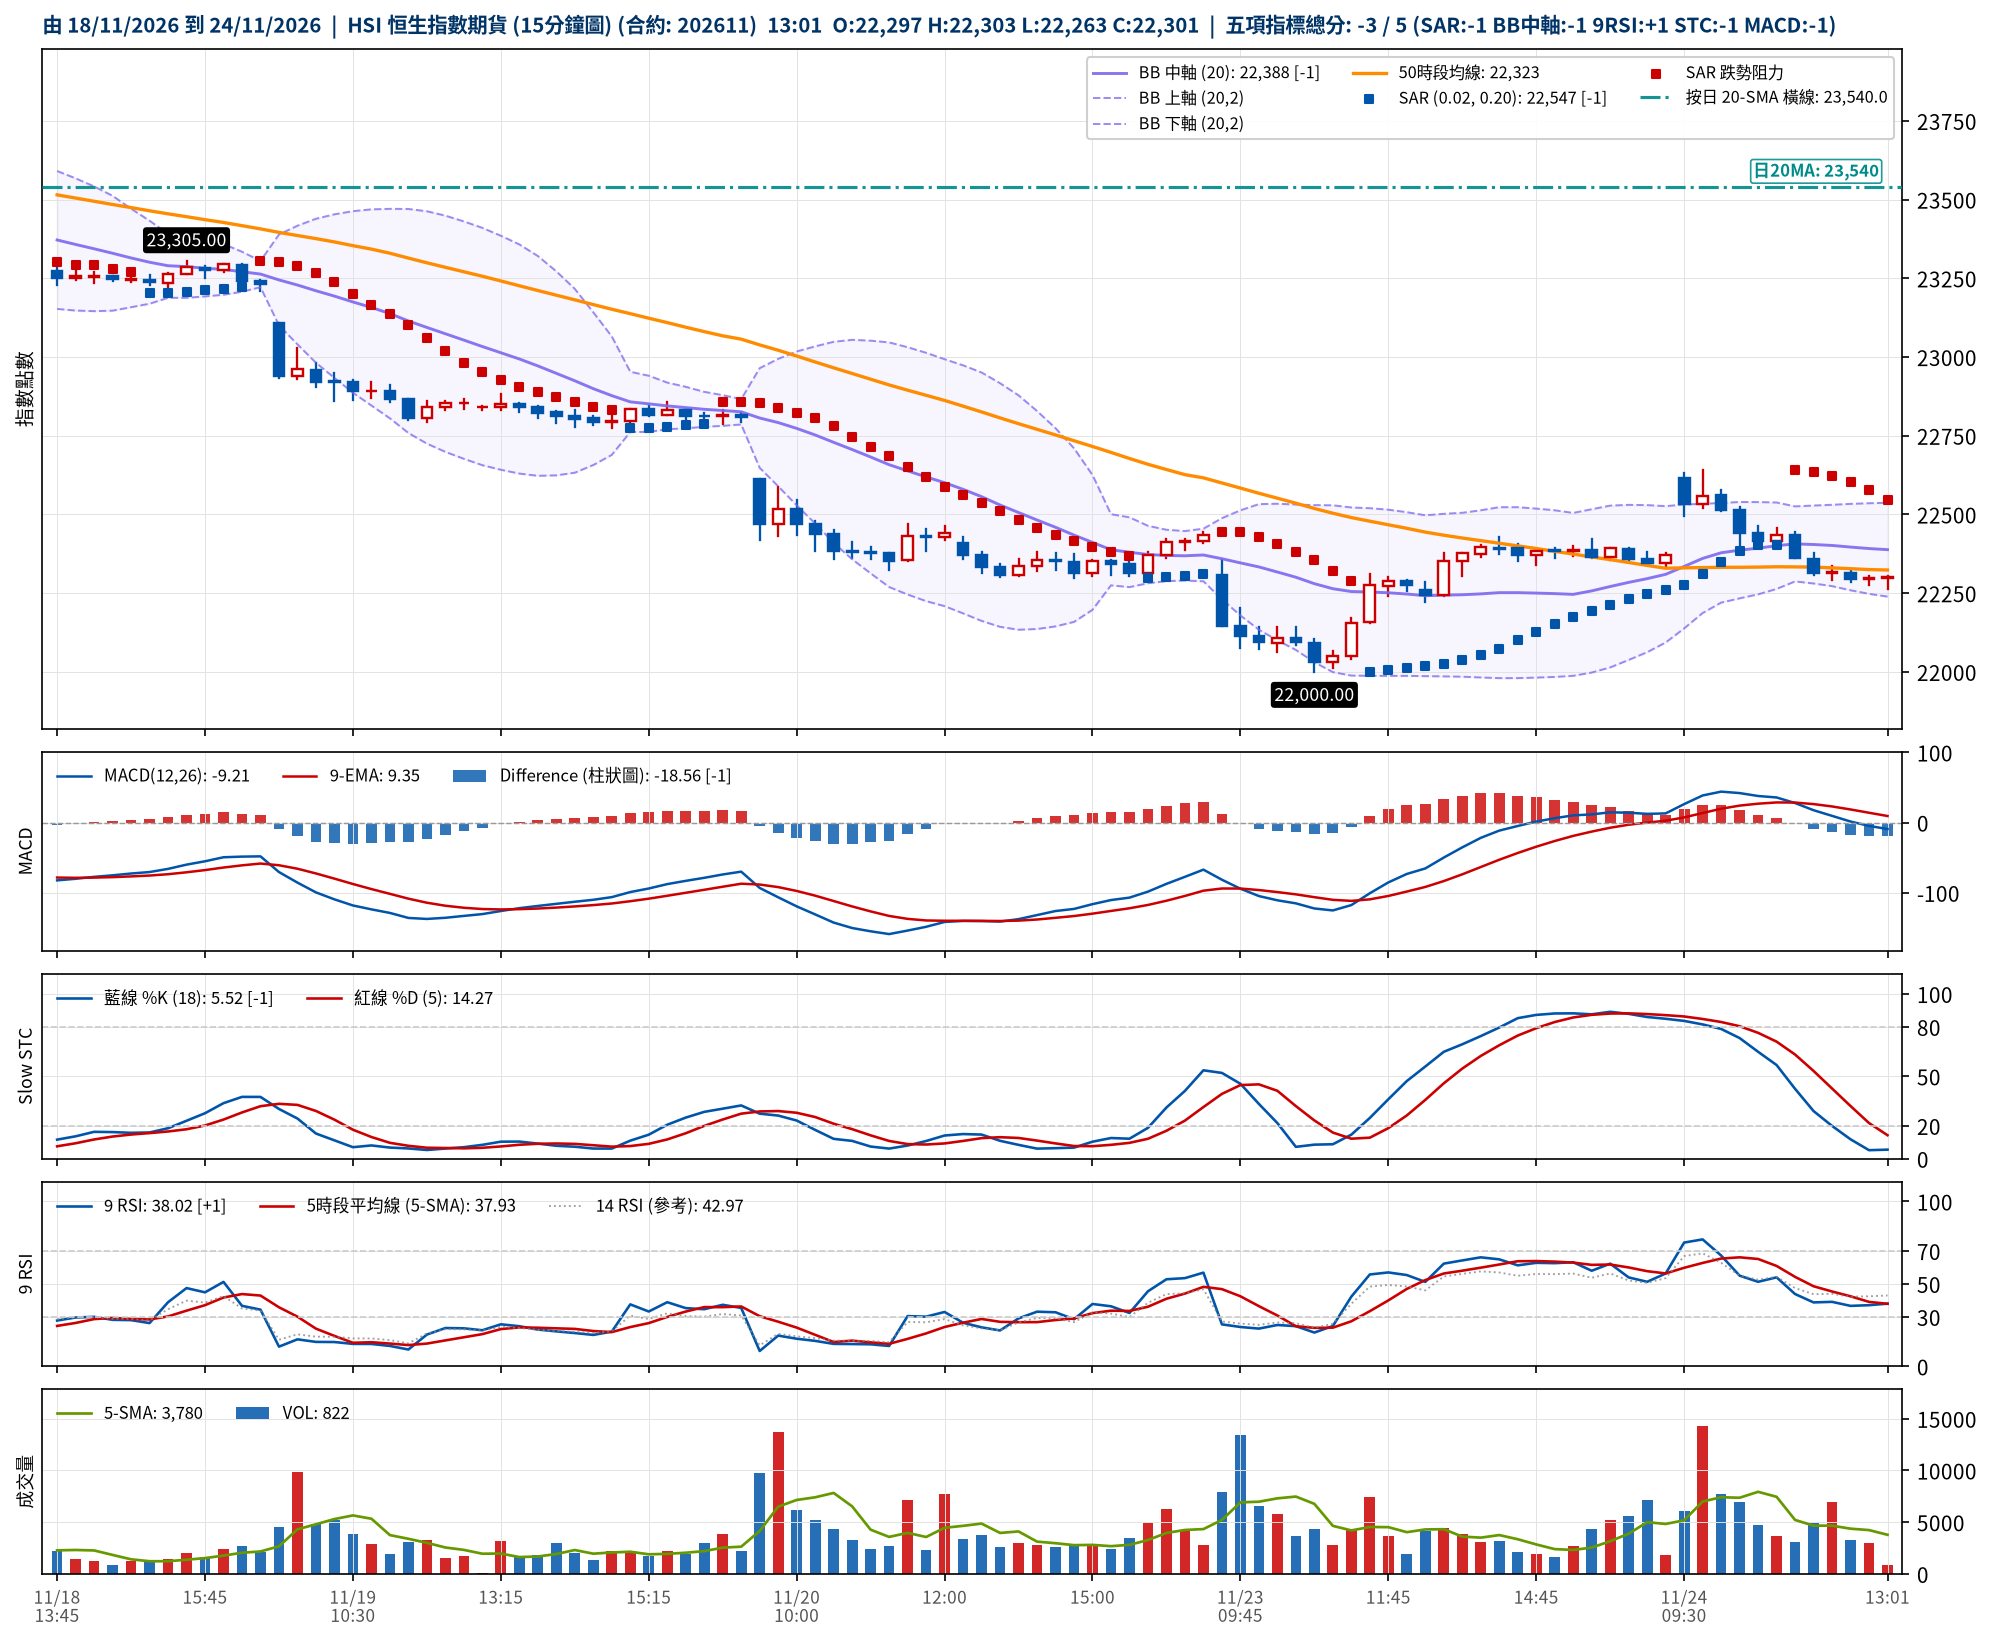 由 18/11/2026 到 24/11/2026 | HSI 恒生指數期貨 (15分鐘圖) (合約: 202611) 13:01 O:22,297 H:22,303 L:22,263 C:22,301 | 五項指標總分: -3 / 5 (SAR:-1 BB中軸:-1 9RSI:+1 STC:-1 MACD:-1)
BB 中軸 (20): 22,388 [-1]
50時段均線: 22,323
SAR 跌勢阻力
BB 上軸 (20,2)
SAR (0.02, 0.20): 22,547 [-1]
按日 20-SMA 橫線: 23,540.0
BB 下軸 (20,2)
日20MA: 23,540
23,305.00
22,000.00
指數點數
23750
23500
23250
23000
22750
22500
22250
22000
MACD(12,26): -9.21
9-EMA: 9.35
Difference (柱狀圖): -18.56 [-1]
MACD
100
0
-100
藍線 %K (18): 5.52 [-1]
紅線 %D (5): 14.27
Slow STC
100
80
50
20
0
9 RSI: 38.02 [+1]
5時段平均線 (5-SMA): 37.93
14 RSI (參考): 42.97
9 RSI
100
70
50
30
0
5-SMA: 3,780
VOL: 822
成交量
15000
10000
5000
0
11/18
13:45
15:45
11/19
10:30
13:15
15:15
11/20
10:00
12:00
15:00
11/23
09:45
11:45
14:45
11/24
09:30
13:01